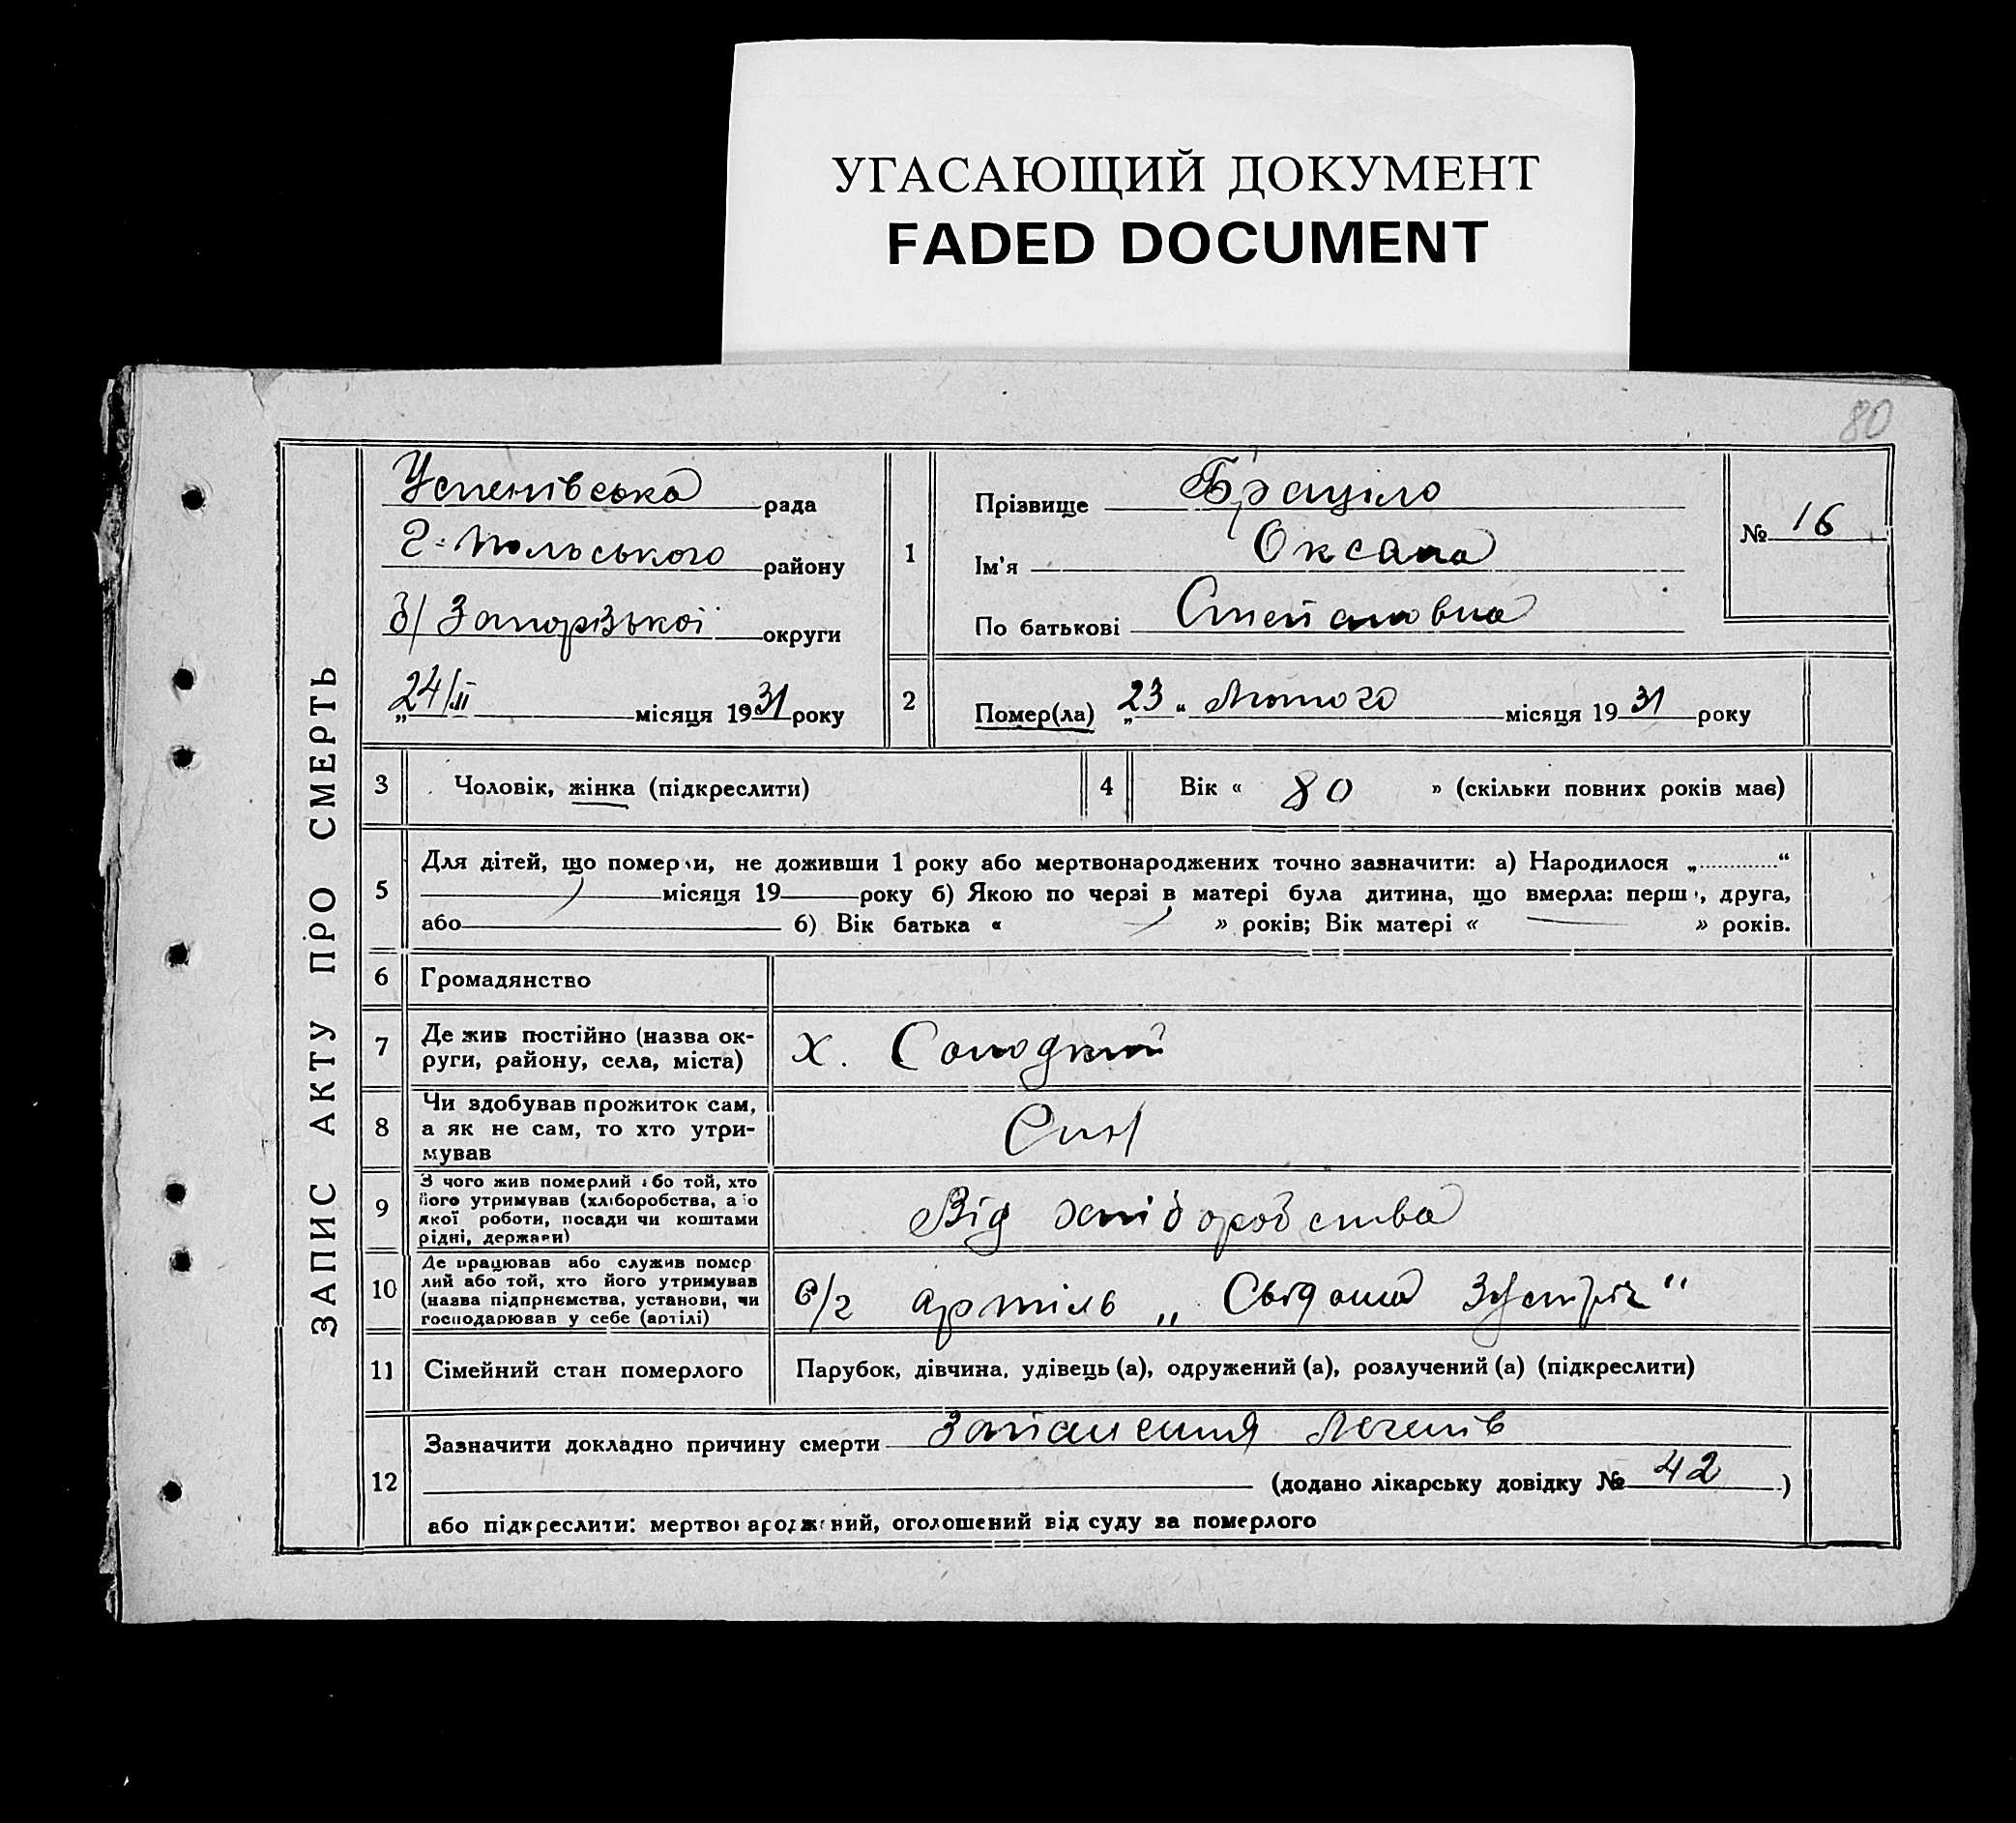 УГАСАЮЩИЙ ДОКУМЕНТ
FADED DOCUMENT
80
ЗАПИС АКТУ ПРО СМЕРТЬ
Успенівська рада
Г-Польського району
б/ Запорізької округи
„24/ІІ місяця 1931 року
1
Прізвище Браціло
Ім'я Оксана
По батькові Степановна
№ 16
2
Помер(ла) „23“ Лютого місяця 1931 року
3 Чоловік, жінка (підкреслити)
4 Вік « 80 » (скільки повних років має)
5
Для дітей, що померли, не доживши 1 року або мертвонароджених точно зазначити: а) Народилося „.............“
місяця 19 року б) Якою по черзі в матері була дитина, що вмерла: перш , друга,
або б) Вік батька « » років; Вік матері « » років.
6 Громадянство
7
Де жив постійно (назва ок-
руги, району, села, міста)
х. Солодкий
8
Чи здобував прожиток сам,
а як не сам, то хто утри-
мував
Син
9
З чого жив померлий або той, хто
його утримував (хліборобства, або
якої роботи, посади чи коштами
рідні, держави)
Від хліборобства
10
Де працював або служив помер
лий або той, хто його утримував
(назва підприємства, установи, чи
господарював у себе (артілі)
с/г артіль „ Свідома Зустріч “
11 Сімейний стан померлого
Парубок, дівчина, удівець (а), одружений (а), розлучений (а) (підкреслити)
12
Зазначити докладно причину смерти Запалення Легенів
(додано лікарську довідку № 42 )
або підкреслити: мертвонароджений, оголошений від суду за померлого